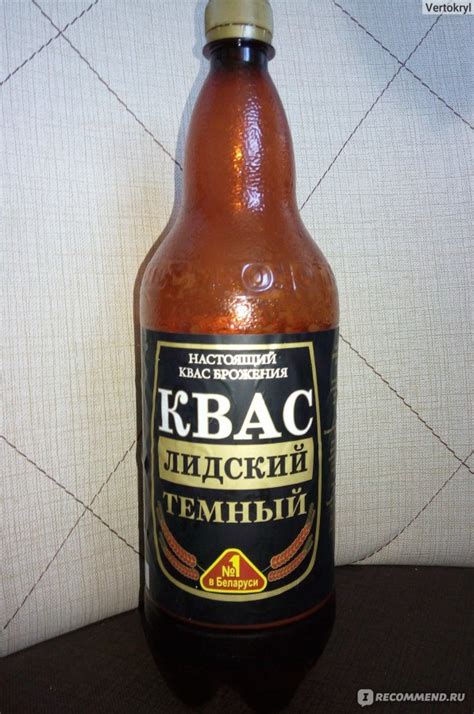 Vertokryl
НАСТОЯЩИЙ
КВАС БРОЖЕНИЯ
КВАС
ЛИДСКИЙ
ТЕМНЫЙ
№1
в Беларуси
I RECOMMEND.RU